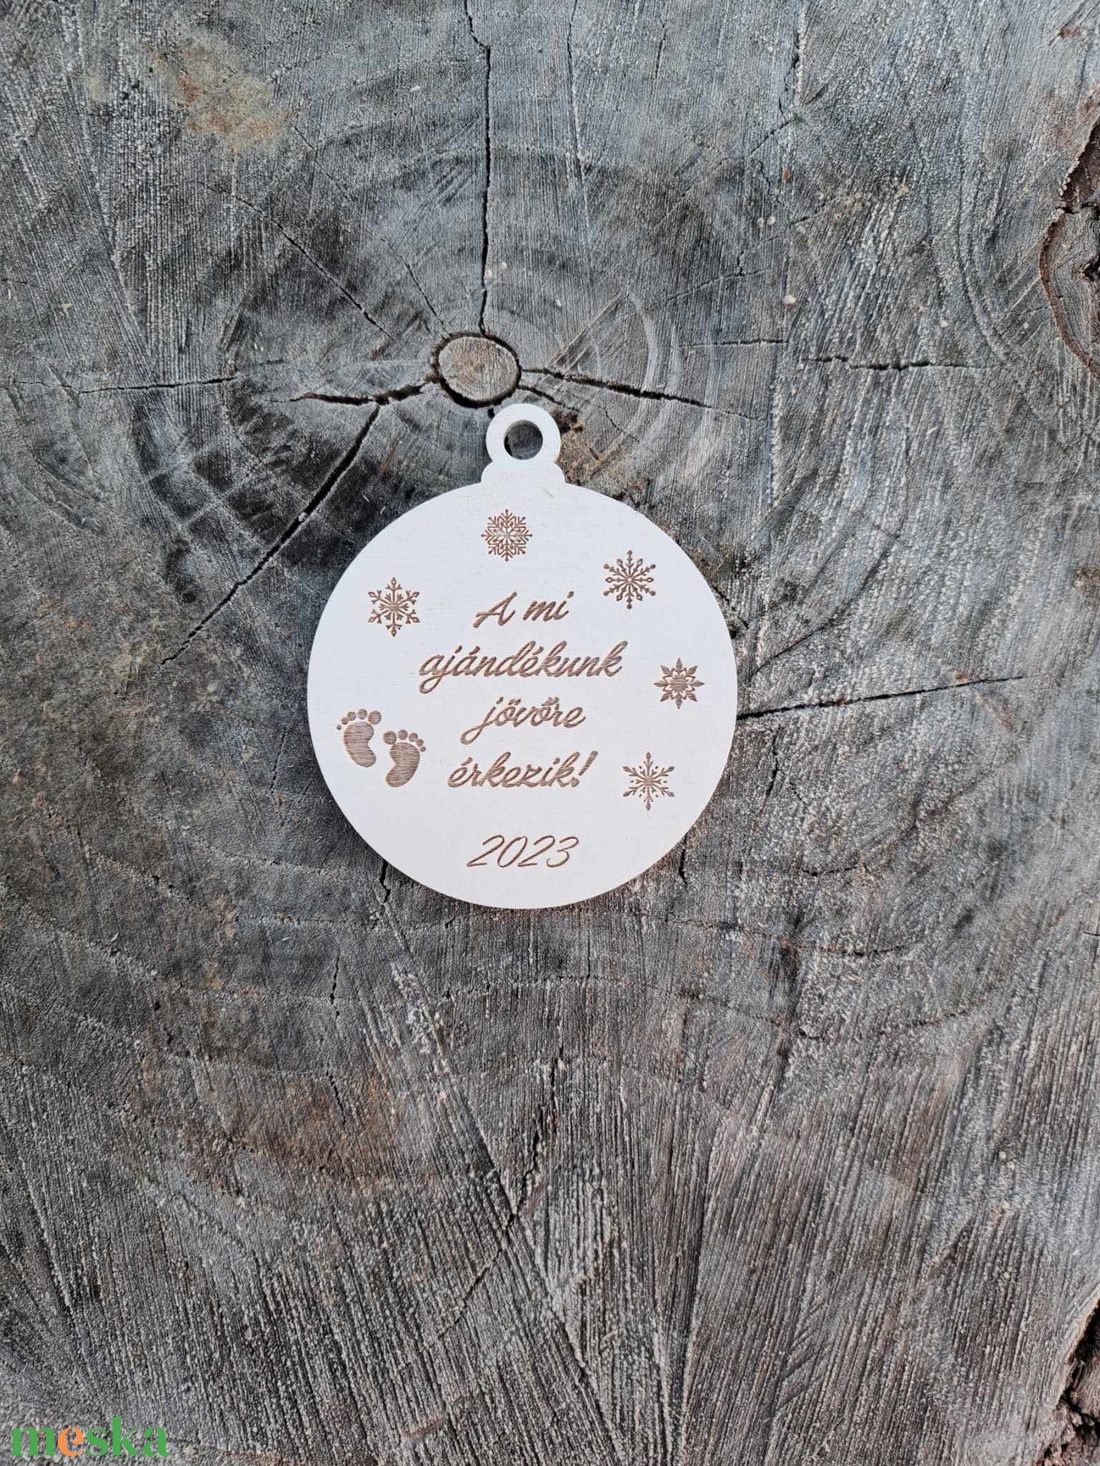 A mi
ajándékunk
jövőre
érkezik!
2023
meska